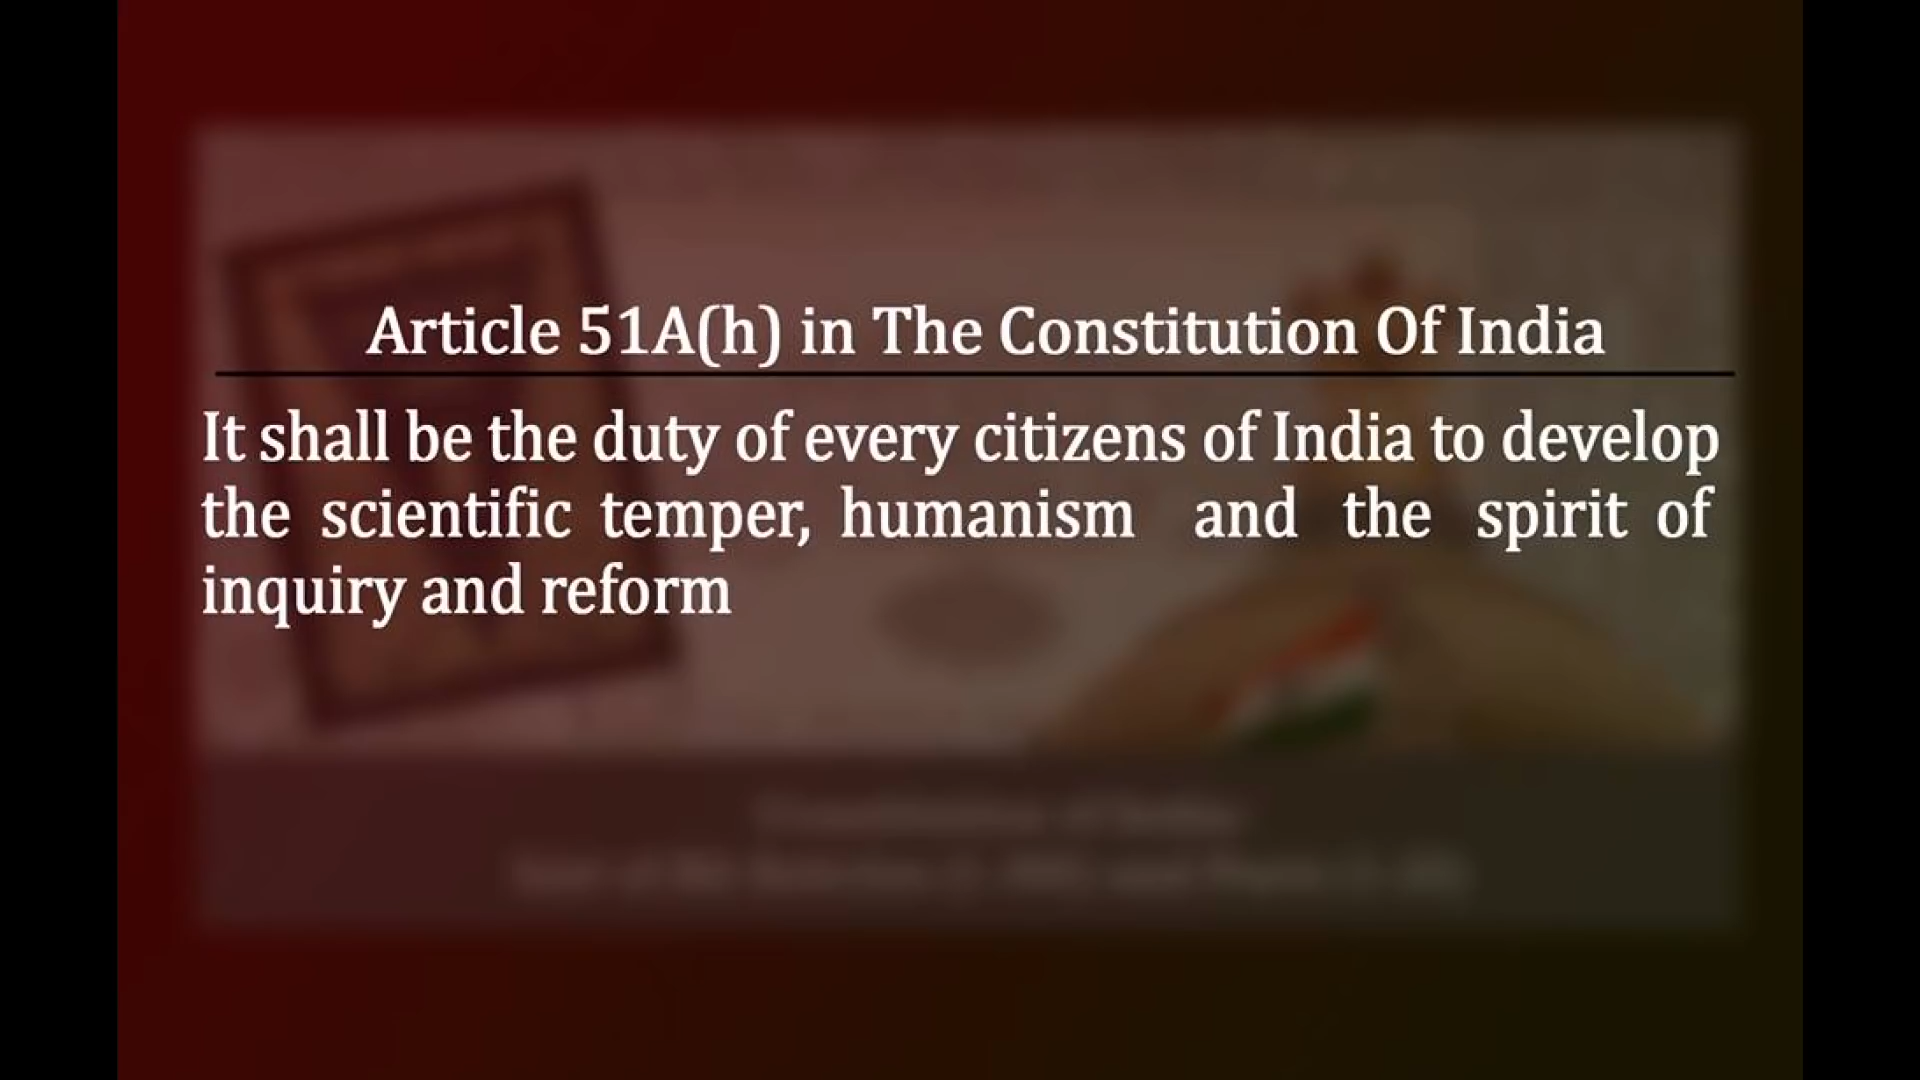 Article 51A(h) in The Constitution Of India
It shall be the duty of every citizens of India to develop
the scientific temper, humanism and the spirit of
inquiry and reform